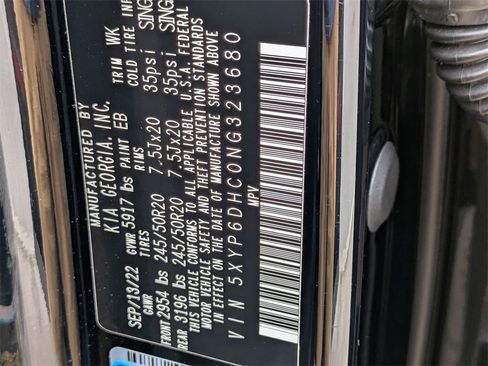 MANUFACTURED BY
KIA GEORGIA, INC.
SEP/13/22 GVWR 5917 lbs PAINT EB TRIM WK
GAWR TIRES RIMS COLD TIRE
FRONT 2954 lbs 245/50R20 7.5Jx20 35psi SING
REAR 3196 lbs 245/50R20 7.5Jx20 35psi SING
THIS VEHICLE CONFORMS TO ALL APPLICABLE U.S.A. FEDERAL
MOTOR VEHICLE SAFETY AND THEFT PREVENTION STANDARDS
IN EFFECT ON THE DATE OF MANUFACTURE SHOWN ABOVE
VIN 5XYP6DHC0NG323680
MPV